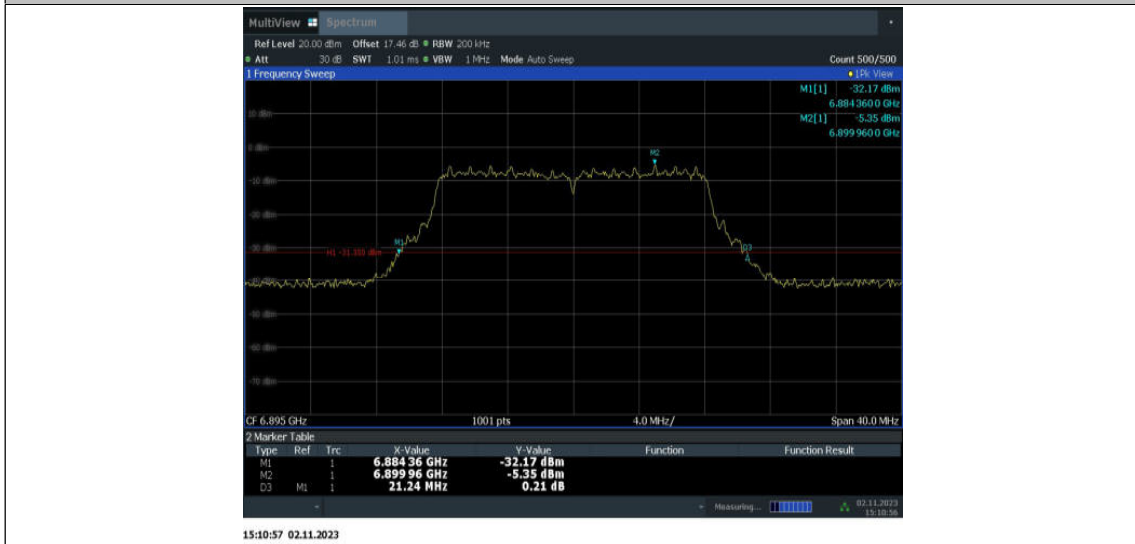 MultiView Spectrum
Ref Level 20.00 dBm Offset 17.46 dB RBW 200 kHz
Att 30 dB SWT 1.01 ms VBW 1 MHz Mode Auto Sweep Count 500/500
1 Frequency Sweep 1Pk View
M1[1] -32.17 dBm
6.884 360 0 GHz
M2[1] -5.35 dBm
6.899 960 0 GHz
10 dBm
0 dBm
M2
-10 dBm
-20 dBm
M1
-30 dBm
D3
-40 dBm
-50 dBm
-60 dBm
-70 dBm
CF 6.895 GHz 1001 pts 4.0 MHz/ Span 40.0 MHz
2 Marker Table
Type Ref Trc X-Value Y-Value Function Function Result
M1 1 6.884 36 GHz -32.17 dBm
M2 1 6.899 96 GHz -5.35 dBm
D3 M1 1 21.24 MHz 0.21 dB
Measuring... 02.11.2023
15:10:56
15:10:57 02.11.2023